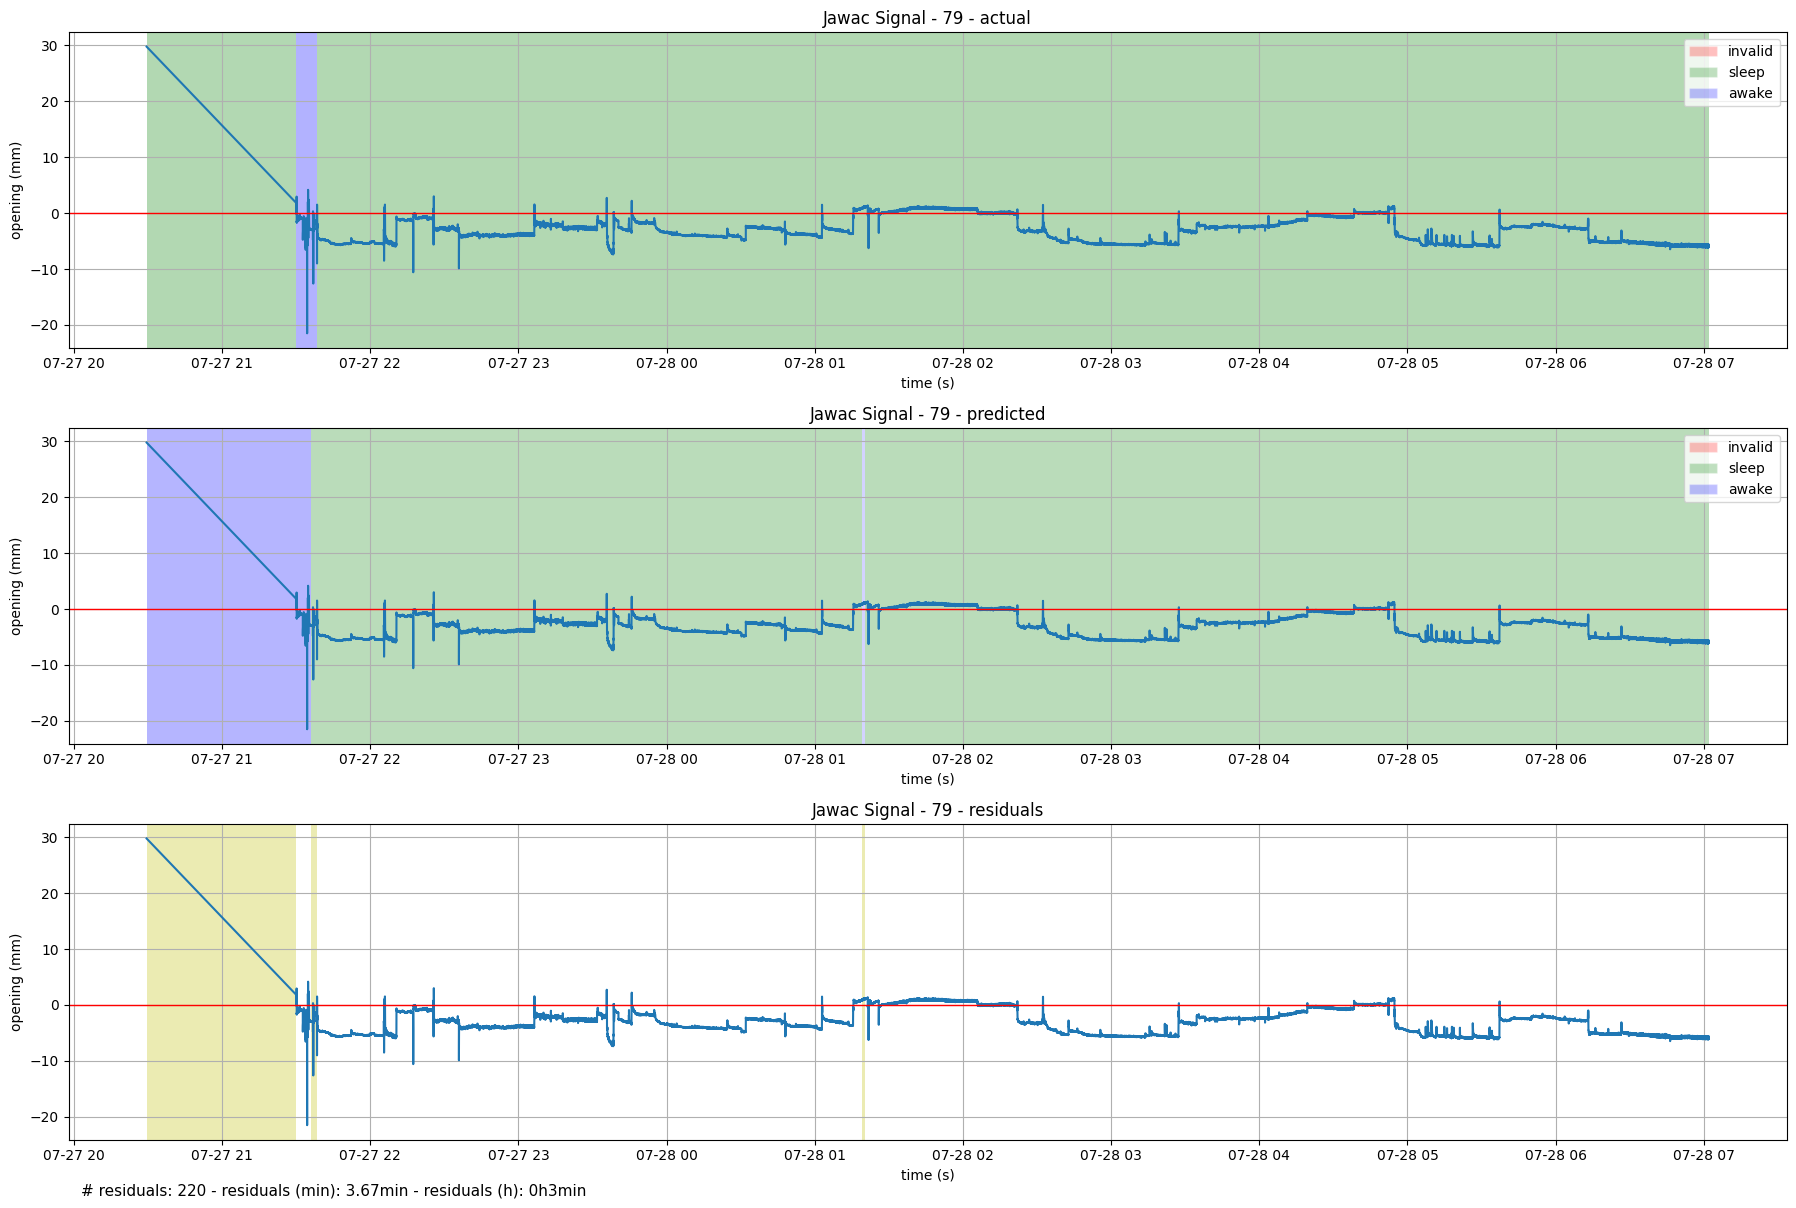 Jawac Signal - 79 - actual
30
20
10
0
−10
−20
opening (mm)
invalid
sleep
awake
07-27 20 07-27 21 07-27 22 07-27 23 07-28 00 07-28 01 07-28 02 07-28 03 07-28 04 07-28 05 07-28 06 07-28 07
time (s)
Jawac Signal - 79 - predicted
30
20
10
0
−10
−20
opening (mm)
invalid
sleep
awake
07-27 20 07-27 21 07-27 22 07-27 23 07-28 00 07-28 01 07-28 02 07-28 03 07-28 04 07-28 05 07-28 06 07-28 07
time (s)
Jawac Signal - 79 - residuals
30
20
10
0
−10
−20
opening (mm)
07-27 20 07-27 21 07-27 22 07-27 23 07-28 00 07-28 01 07-28 02 07-28 03 07-28 04 07-28 05 07-28 06 07-28 07
time (s)
# residuals: 220 - residuals (min): 3.67min - residuals (h): 0h3min